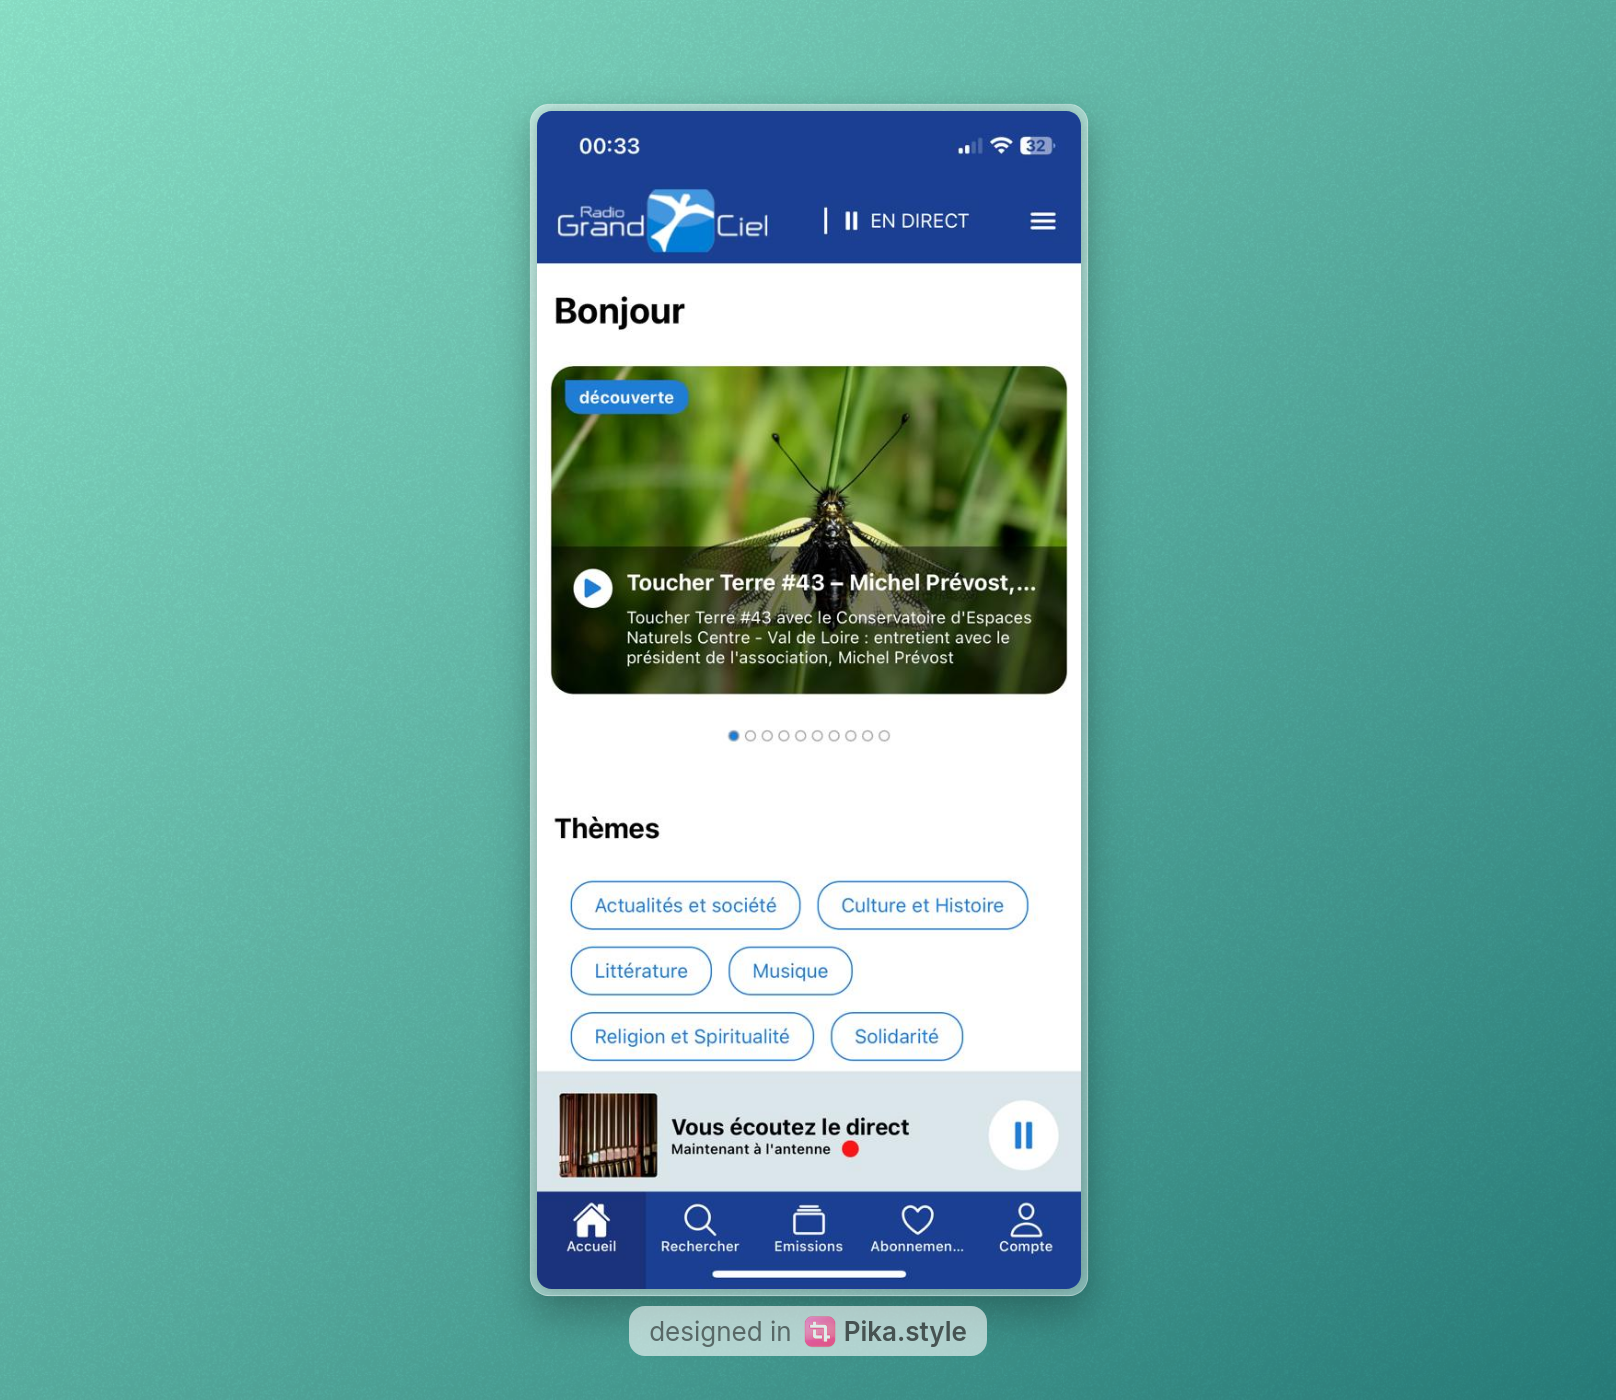 00:33
32
Radio
Grand Ciel
EN DIRECT
Bonjour
découverte
Toucher Terre #43 – Michel Prévost,...
Toucher Terre #43 avec le Conservatoire d'Espaces
Naturels Centre - Val de Loire : entretient avec le
président de l'association, Michel Prévost
Thèmes
Actualités et société
Culture et Histoire
Littérature
Musique
Religion et Spiritualité
Solidarité
Vous écoutez le direct
Maintenant à l'antenne
Accueil
Rechercher
Emissions
Abonnemen...
Compte
designed in Pika.style